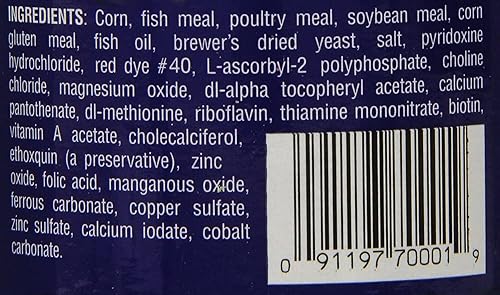 INGREDIENTS: Corn, fish meal, poultry meal, soybean meal, corn
gluten meal, fish oil, brewer's dried yeast, salt, pyridoxine
hydrochloride, red dye #40, L-ascorbyl-2 polyphosphate, choline
chloride, magnesium oxide, dl-alpha tocopheryl acetate, calcium
pantothenate, dl-methionine, riboflavin, thiamine mononitrate, biotin,
vitamin A acetate, cholecalciferol,
ethoxquin (a preservative), zinc
oxide, folic acid, manganous oxide,
ferrous carbonate, copper sulfate,
zinc sulfate, calcium iodate, cobalt
carbonate.
0 91197 70001 9